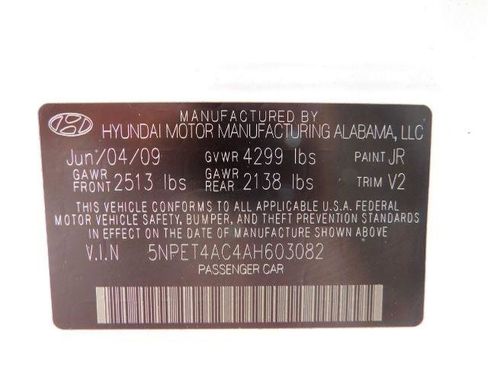 MANUFACTURED BY
HYUNDAI MOTOR MANUFACTURING ALABAMA, LLC
Jun/04/09 GVWR 4299 lbs PAINT JR
GAWR FRONT 2513 lbs GAWR REAR 2138 lbs TRIM V2
THIS VEHICLE CONFORMS TO ALL APPLICABLE U.S.A FEDERAL
MOTOR VEHICLE SAFETY, BUMPER, AND THEFT PREVENTION STANDARDS
IN EFFECT ON THE DATE OF MANUFACTURE SHOWN ABOVE.
V.I.N 5NPET4AC4AH603082
PASSENGER CAR